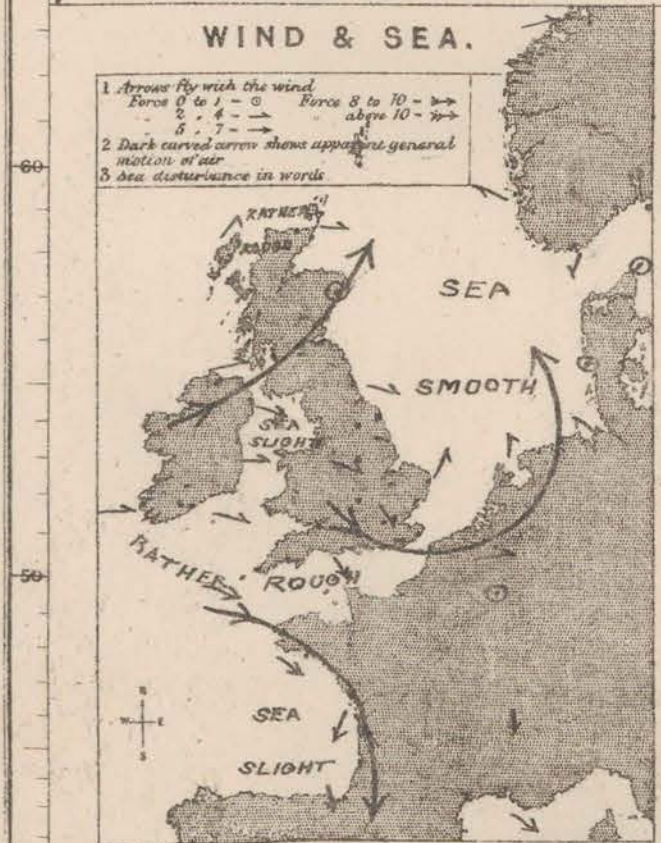 WIND & SEA.
1 Arrows fly with the wind
Force 0 to 1 - ⊙ Force 8 to 10 -
" 2 " 4 - above 10 -
" 5 " 7 -
2 Dark curved arrow shows apparent general
motion of air
3 Sea disturbance in words
60
RATHER
ROUGH
SEA
SMOOTH
SEA
SLIGHT
RATHER ROUGH
50
N
W E
S
SEA
SLIGHT